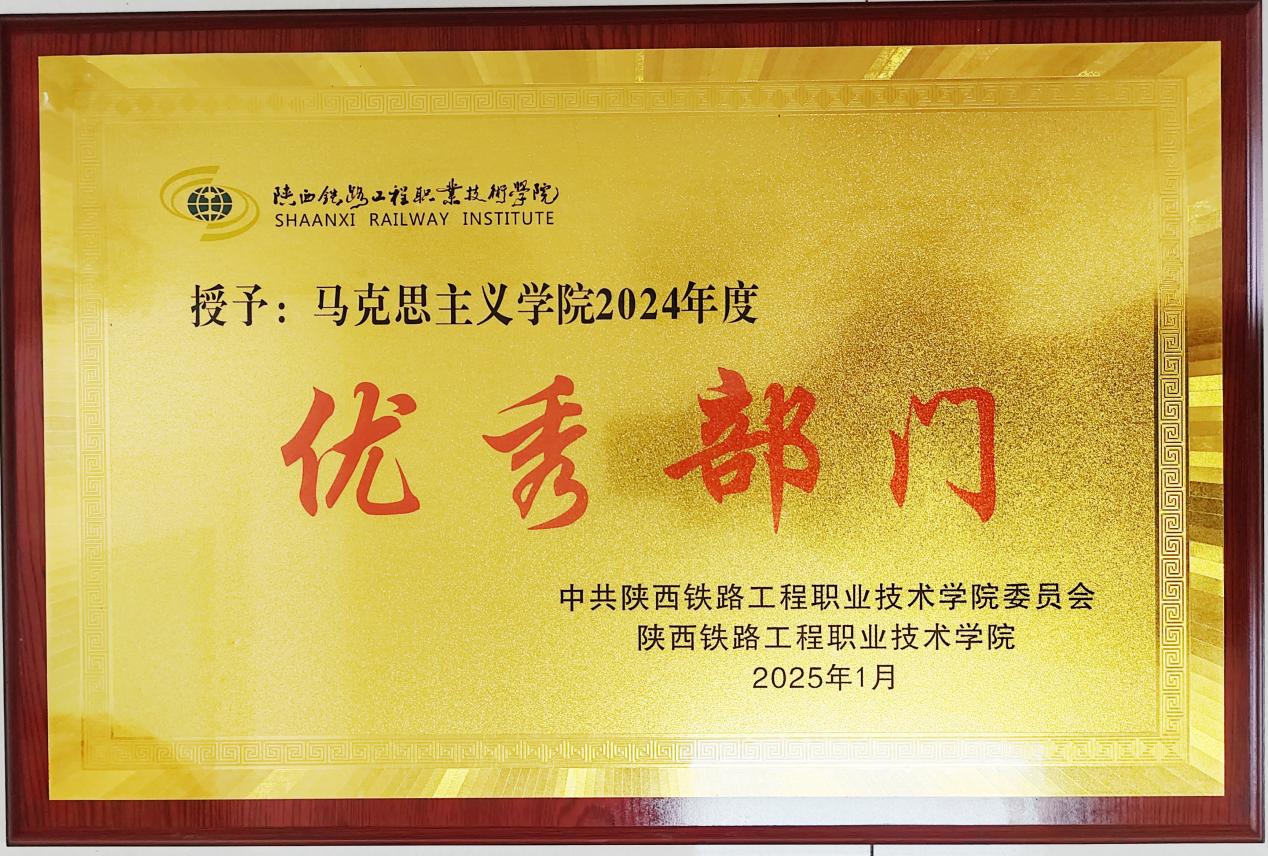 陕西铁路工程职业技術学院
SHAANXI RAILWAY INSTITUTE
授予：马克思主义学院2024年度
优秀部门
中共陕西铁路工程职业技术学院委员会
陕西铁路工程职业技术学院
2025年1月